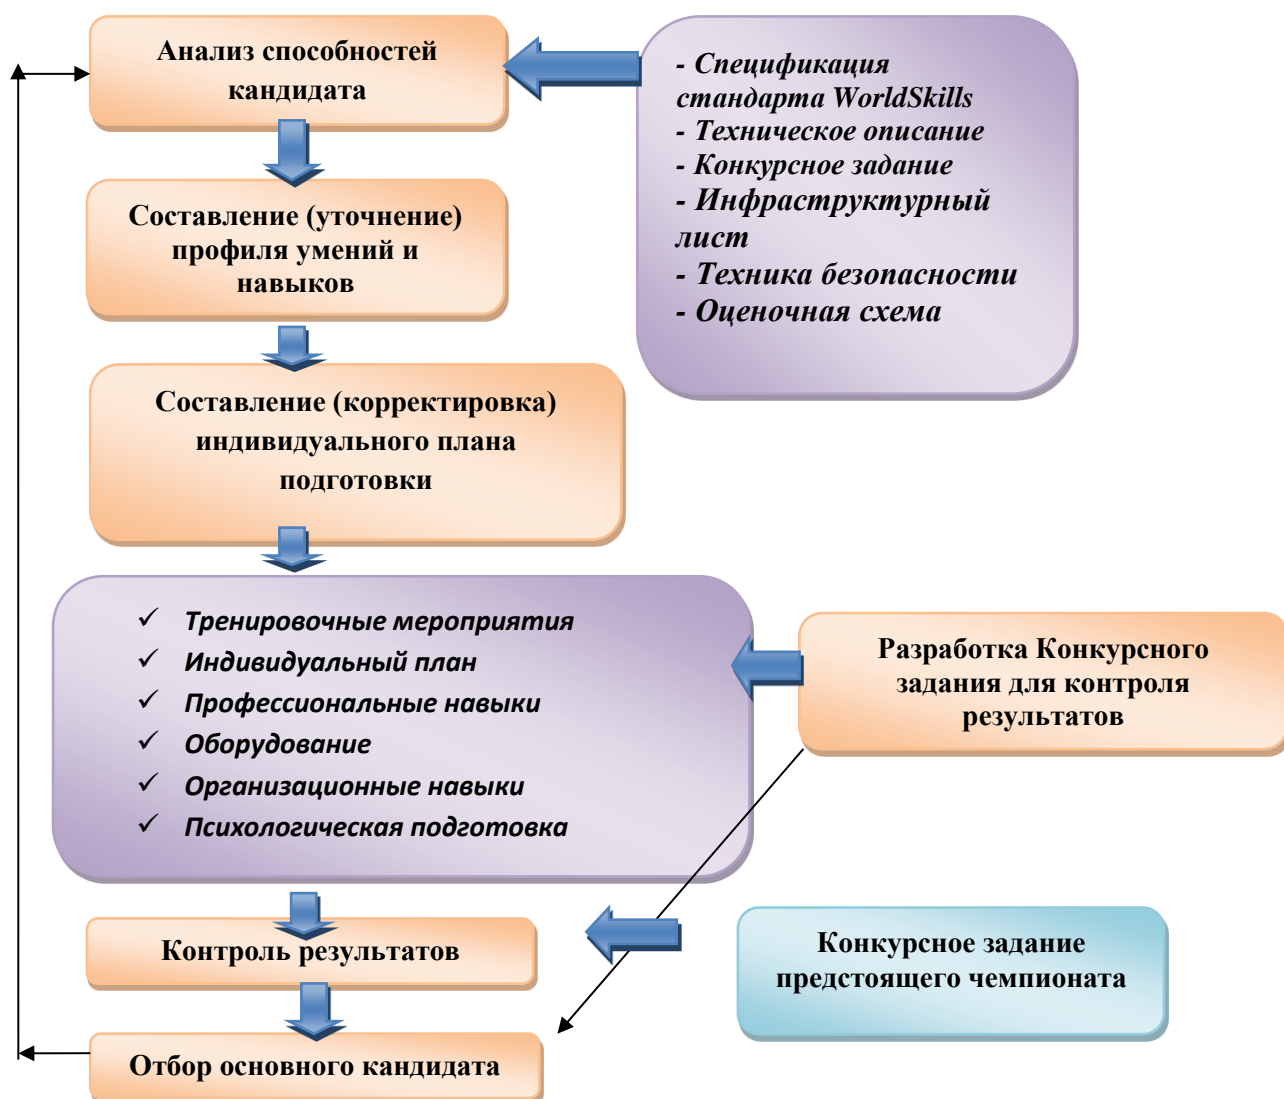 Анализ способностей
кандидата
- Спецификация
стандарта WorldSkills
- Техническое описание
- Конкурсное задание
- Инфраструктурный
лист
- Техника безопасности
- Оценочная схема
Составление (уточнение)
профиля умений и
навыков
Составление (корректировка)
индивидуального плана
подготовки
✓ Тренировочные мероприятия
✓ Индивидуальный план
✓ Профессиональные навыки
✓ Оборудование
✓ Организационные навыки
✓ Психологическая подготовка
Разработка Конкурсного
задания для контроля
результатов
Контроль результатов
Конкурсное задание
предстоящего чемпионата
Отбор основного кандидата